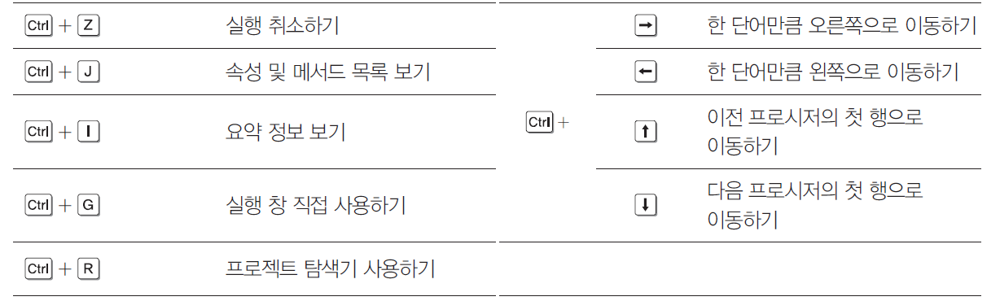 Ctrl + Z 실행 취소하기
Ctrl + J 속성 및 메서드 목록 보기
Ctrl + I 요약 정보 보기
Ctrl + G 실행 창 직접 사용하기
Ctrl + R 프로젝트 탐색기 사용하기
Ctrl +
→ 한 단어만큼 오른쪽으로 이동하기
← 한 단어만큼 왼쪽으로 이동하기
↑ 이전 프로시저의 첫 행으로
이동하기
↓ 다음 프로시저의 첫 행으로
이동하기